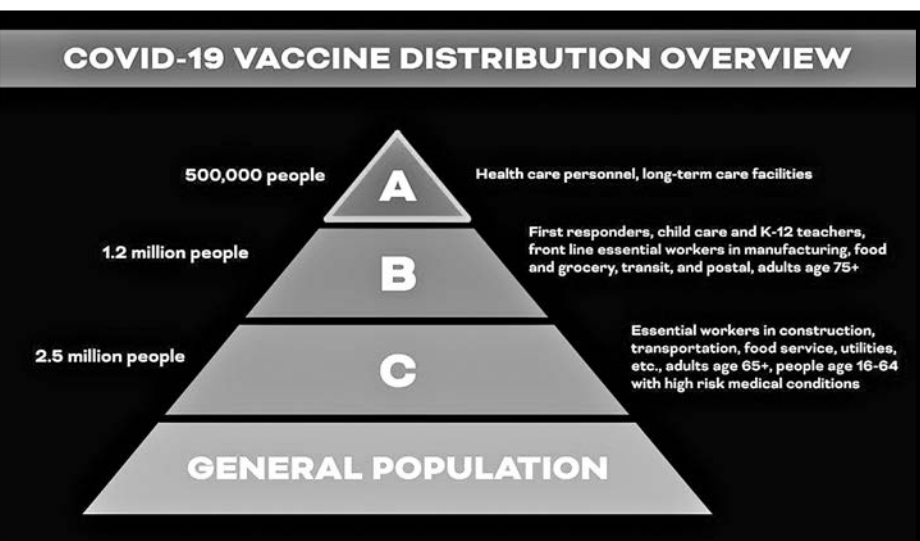 COVID-19 VACCINE DISTRIBUTION OVERVIEW
500,000 people
A
Health care personnel, long-term care facilities
1.2 million people
B
First responders, child care and K-12 teachers,
front line essential workers in manufacturing, food
and grocery, transit, and postal, adults age 75+
2.5 million people
C
Essential workers in construction,
transportation, food service, utilities,
etc., adults age 65+, people age 16-64
with high risk medical conditions
GENERAL POPULATION